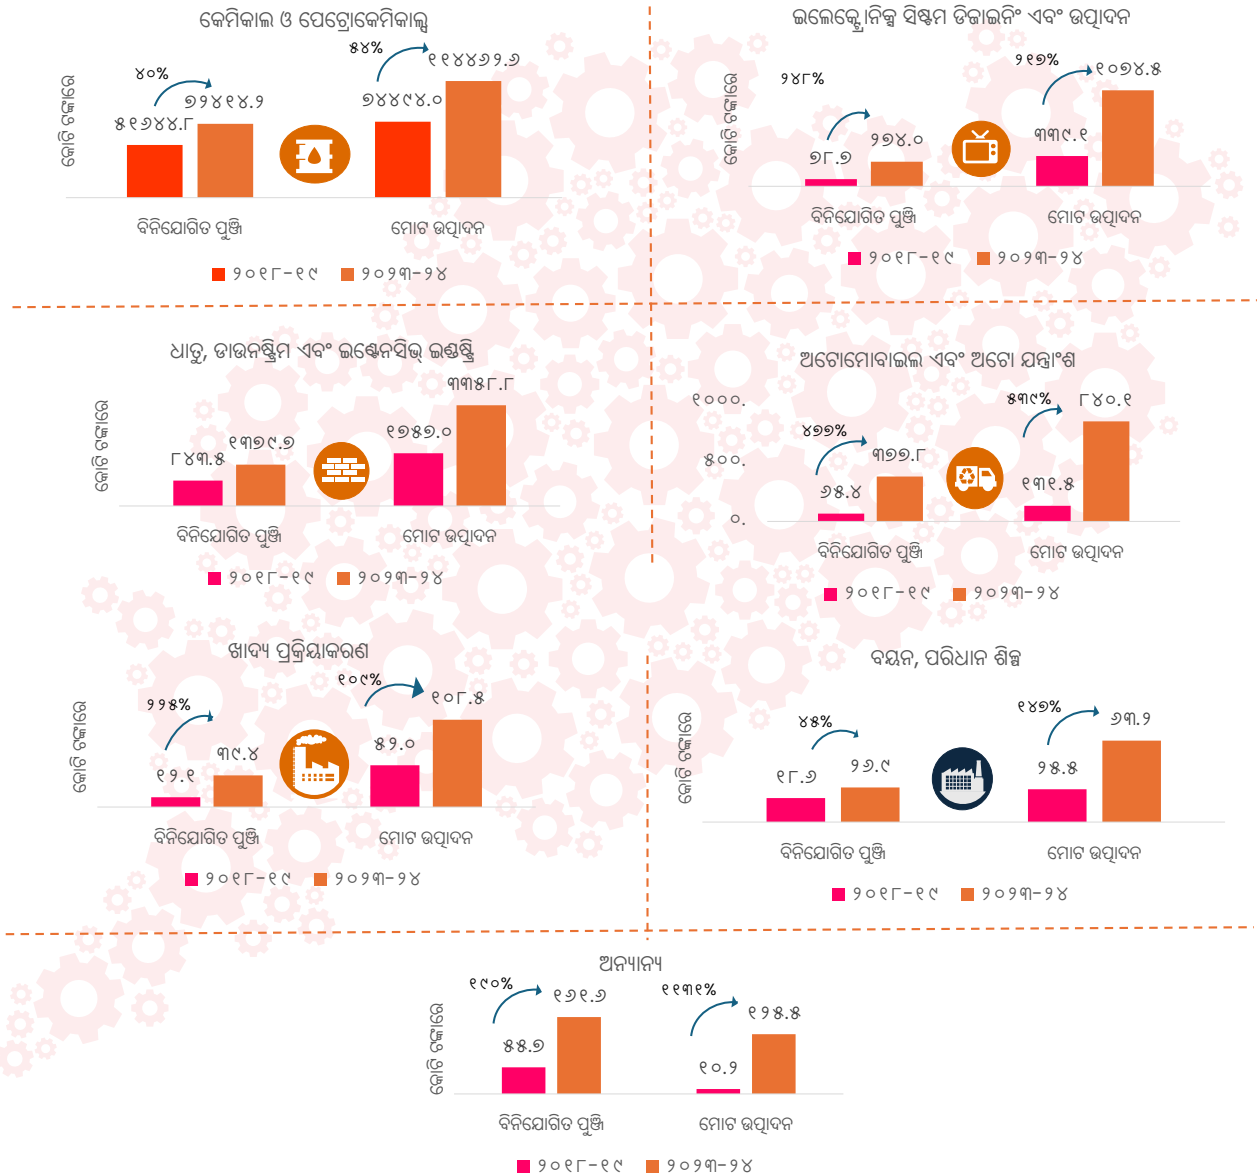 କେମିକାଲ ଓ ପେଟ୍ରୋକେମିକାଲ୍ସ
କୋଟି ଟଙ୍କାରେ
୪୦%
୫୪%
୫୧୬୪୪.୮
୭୨୪୧୪.୨
୭୪୪୯୪.୦
୧୧୪୪୬୨.୬
ବିନିଯୋଗିତ ପୁଞ୍ଜି
ମୋଟ ଉତ୍ପାଦନ
୨୦୧୮-୧୯ ୨୦୨୩-୨୪
ଇଲେକ୍ଟ୍ରୋନିକ୍ସ ସିଷ୍ଟମ ଡିଜାଇନିଂ ଏବଂ ଉତ୍ପାଦନ
କୋଟି ଟଙ୍କାରେ
୨୪୮%
୨୧୭%
୭୮.୭
୨୭୪.୦
୩୩୯.୧
୧୦୭୪.୫
ବିନିଯୋଗିତ ପୁଞ୍ଜି
ମୋଟ ଉତ୍ପାଦନ
୨୦୧୮-୧୯ ୨୦୨୩-୨୪
ଧାତୁ, ଡାଉନଷ୍ଟ୍ରିମ ଏବଂ ଇଣ୍ଟେନସିଭ୍ ଇଣ୍ଡଷ୍ଟ୍ରି
କୋଟି ଟଙ୍କାରେ
୮୪୩.୫
୧୩୭୯.୭
୧୭୫୭.୦
୩୩୫୮.୮
ବିନିଯୋଗିତ ପୁଞ୍ଜି
ମୋଟ ଉତ୍ପାଦନ
୨୦୧୮-୧୯ ୨୦୨୩-୨୪
ଅଟୋମୋବାଇଲ ଏବଂ ଅଟୋ ଯନ୍ତ୍ରାଂଶ
୧୦୦୦.
୫୦୦.
୦.
୪୭୭%
୫୩୯%
୬୫.୪
୩୭୭.୮
୧୩୧.୫
୮୪୦.୧
ବିନିଯୋଗିତ ପୁଞ୍ଜି
ମୋଟ ଉତ୍ପାଦନ
୨୦୧୮-୧୯ ୨୦୨୩-୨୪
ଖାଦ୍ୟ ପ୍ରକ୍ରିୟାକରଣ
କୋଟି ଟଙ୍କାରେ
୨୨୫%
୧୦୯%
୧୨.୧
୩୯.୪
୫୨.୦
୧୦୮.୫
ବିନିଯୋଗିତ ପୁଞ୍ଜି
ମୋଟ ଉତ୍ପାଦନ
୨୦୧୮-୧୯ ୨୦୨୩-୨୪
ବୟନ, ପରିଧାନ ଶିଳ୍ପ
କୋଟି ଟଙ୍କାରେ
୪୫%
୧୪୭%
୧୮.୬
୨୬.୯
୨୫.୫
୬୩.୨
ବିନିଯୋଗିତ ପୁଞ୍ଜି
ମୋଟ ଉତ୍ପାଦନ
୨୦୧୮-୧୯ ୨୦୨୩-୨୪
ଅନ୍ୟାନ୍ୟ
କୋଟି ଟଙ୍କାରେ
୧୯୦%
୧୧୩୧%
୫୫.୭
୧୬୧.୬
୧୦.୨
୧୨୫.୫
ବିନିଯୋଗିତ ପୁଞ୍ଜି
ମୋଟ ଉତ୍ପାଦନ
୨୦୧୮-୧୯ ୨୦୨୩-୨୪